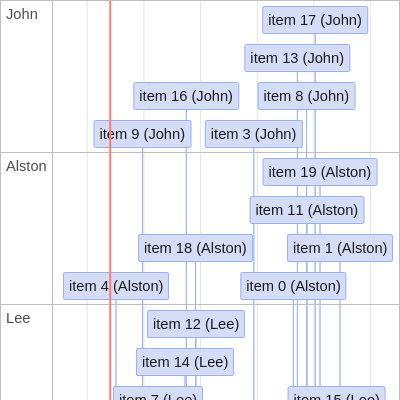 John
item 17 (John)
item 13 (John)
item 16 (John)
item 8 (John)
item 9 (John)
item 3 (John)
Alston
item 19 (Alston)
item 11 (Alston)
item 18 (Alston)
item 1 (Alston)
item 4 (Alston)
item 0 (Alston)
Lee
item 12 (Lee)
item 14 (Lee)
item 7 (Lee)
item 15 (Lee)